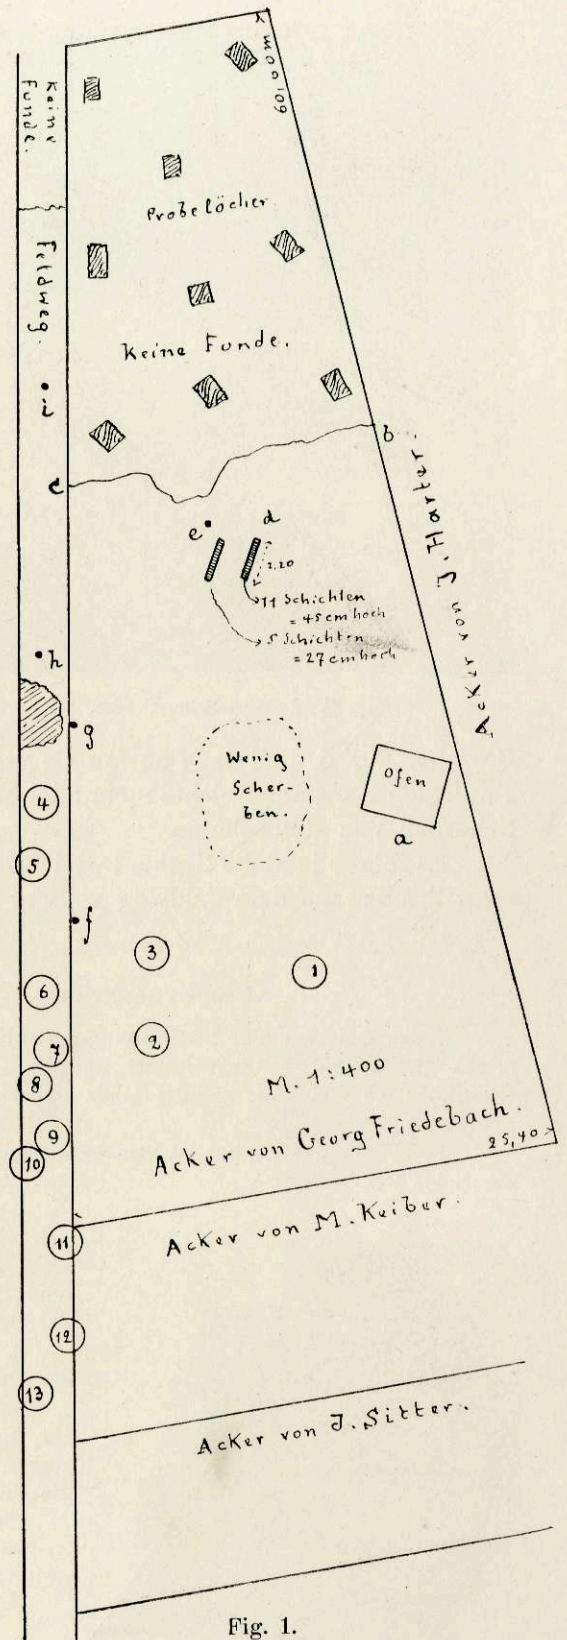 k
60,00 m
Keine
Funde.
Probelöcher
Feldweg.
Keine Funde.
i
b
c
Acker von J. Harter.
e
d
2,20
11 Schichten
= 45 cm hoch
5 Schichten
= 27 cm hoch
h
g
Wenig
Scher-
ben.
Ofen
a
4
5
f
3
1
6
2
7
8
M. 1:400
9
10
Acker von Georg Friedebach.
25,40
11
Acker von M. Keiber.
12
13
Acker von J. Sitter.
Fig. 1.